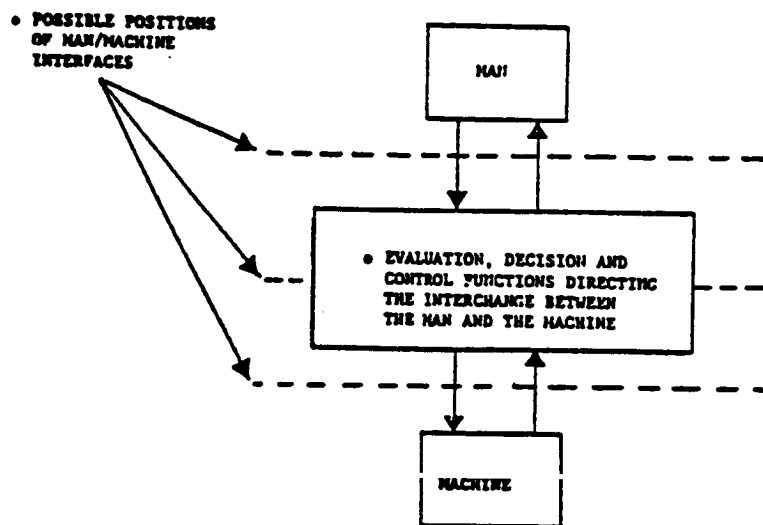 • POSSIBLE POSITIONS
OF MAN/MACHINE
INTERFACES
MAN
• EVALUATION, DECISION AND
CONTROL FUNCTIONS DIRECTING
THE INTERCHANGE BETWEEN
THE MAN AND THE MACHINE
MACHINE